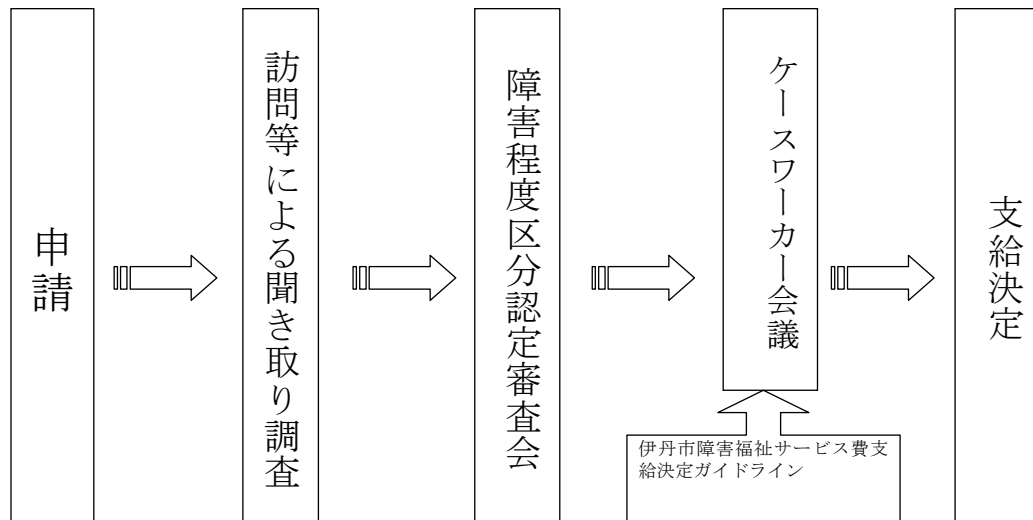 申請
訪問等による聞き取り調査
障害程度区分認定審査会
ケースワーカー会議
支給決定
伊丹市障害福祉サービス費支
給決定ガイドライン